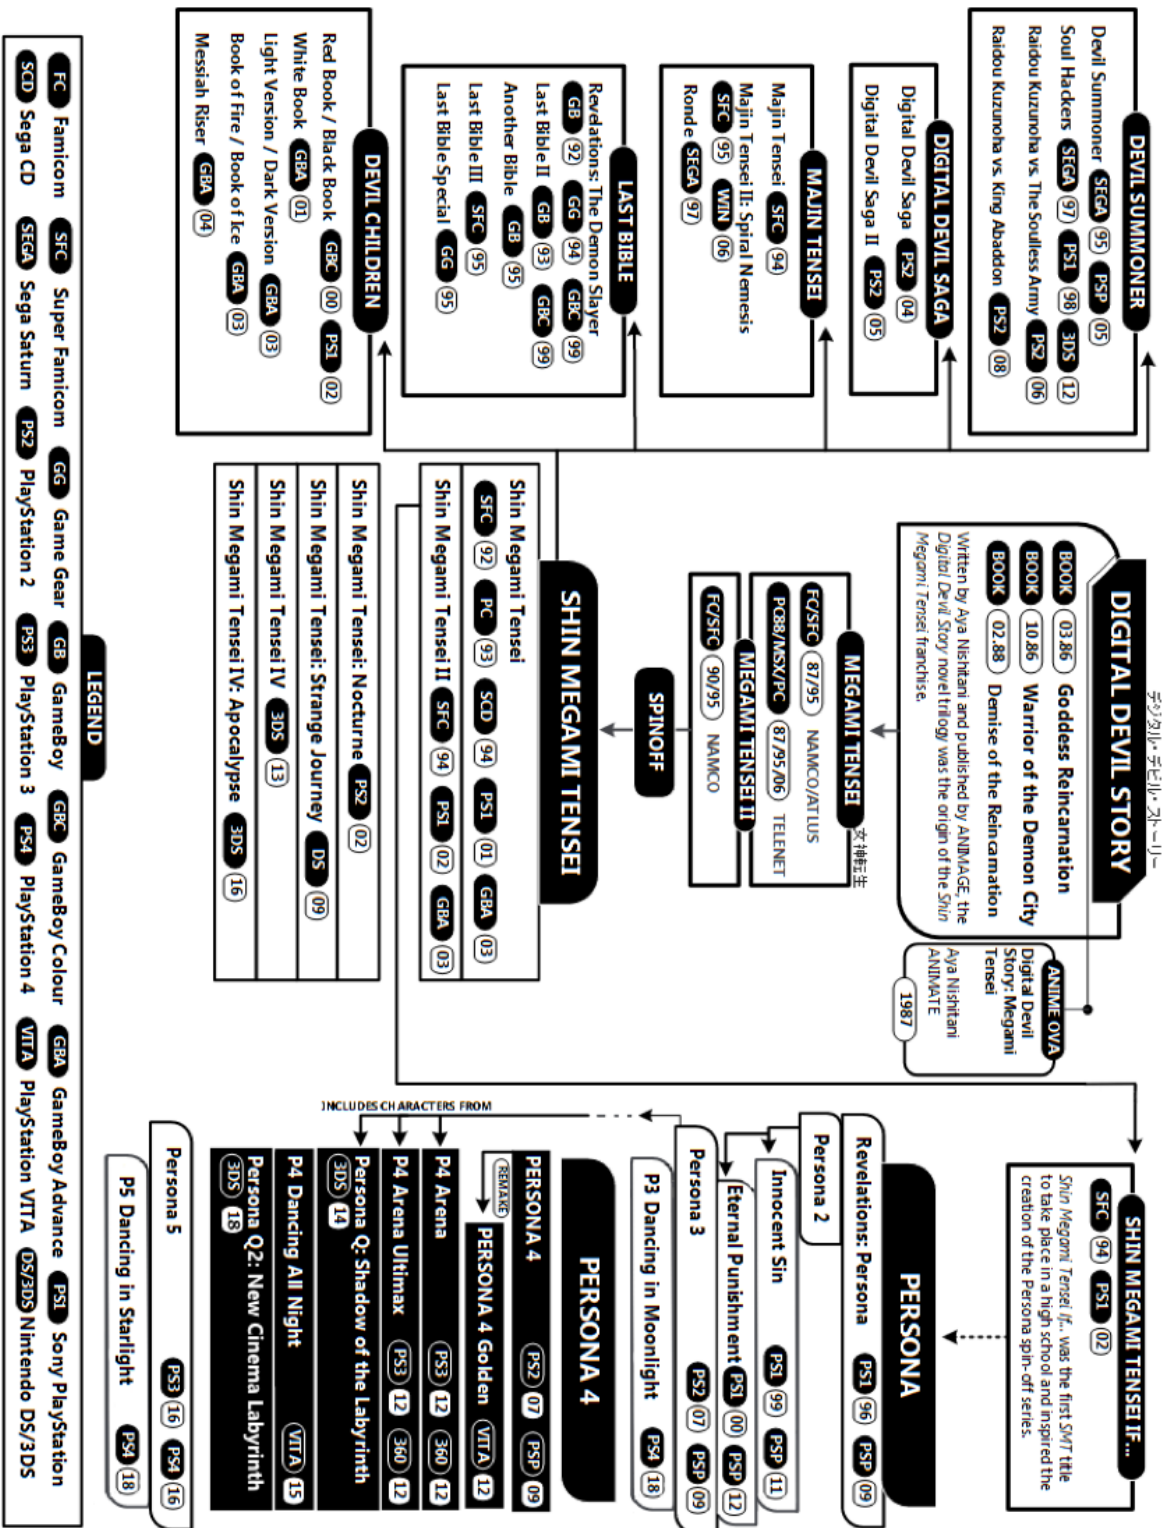 デジタル・デビル・ストーリー
DIGITAL DEVIL STORY
BOOK 03.86 Goddess Reincarnation
BOOK 10.86 Warrior of the Demon City
BOOK 02.88 Demise of the Reincarnation
Written by Aya Nishitani and published by ANIMAGE, the
Digital Devil Story novel trilogy was the origin of the Shin
Megami Tensei franchise.
ANIME OVA
Digital Devil
Story: Megami
Tensei
Aya Nishitani
ANIMATE
1987
MEGAMI TENSEI
女神転生
FC/SFC 87/95 NAMCO/ATLUS
PC88/MSX/PC 87/95/06 TELENET
MEGAMI TENSEI II
FC/SFC 90/95 NAMCO
SPINOFF
SHIN MEGAMI TENSEI
Shin Megami Tensei
SFC 92 PC 93 SCD 94 PS1 01 GBA 03
Shin Megami Tensei II SFC 94 PS1 02 GBA 03
Shin Megami Tensei: Nocturne PS2 02
Shin Megami Tensei: Strange Journey DS 09
Shin Megami Tensei IV 3DS 13
Shin Megami Tensei IV: Apocalypse 3DS 16
DEVIL SUMMONER
Devil Summoner SEGA 95 PSP 05
Soul Hackers SEGA 97 PS1 98 3DS 12
Raidou Kuzunoha vs. The Soulless Army PS2 06
Raidou Kuzunoha vs. King Abaddon PS2 08
DIGITAL DEVIL SAGA
Digital Devil Saga PS2 04
Digital Devil Saga II PS2 05
MAJIN TENSEI
Majin Tensei SFC 94
Majin Tensei II: Spiral Nemesis
SFC 95 WIN 06
Ronde SEGA 97
LAST BIBLE
Revelations: The Demon Slayer
GB 92 GG 94 GBC 99
Last Bible II GB 93 GBC 99
Another Bible GB 95
Last Bible III SFC 95
Last Bible Special GG 95
DEVIL CHILDREN
Red Book / Black Book GBC 00 PS1 02
White Book GBA 01
Light Version / Dark Version GBA 03
Book of Fire / Book of Ice GBA 03
Messiah Riser GBA 04
SHIN MEGAMI TENSEI IF...
SFC 94 PS1 02
Shin Megami Tensei If... was the first SMT title
to take place in a high school and inspired the
creation of the Persona spin-off series.
PERSONA
Revelations: Persona PS1 96 PSP 09
Persona 2
Innocent Sin PS1 99 PSP 11
Eternal Punishment PS1 00 PSP 12
Persona 3 PS2 07 PSP 09
P3 Dancing in Moonlight PS4 18
PERSONA 4
PERSONA 4 PS2 07 PSP 09
REMAKE
PERSONA 4 Golden VITA 12
INCLUDES CHARACTERS FROM
P4 Arena PS3 12 360 12
P4 Arena Ultimax PS3 12 360 12
Persona Q: Shadow of the Labyrinth
3DS 14
P4 Dancing All Night VITA 15
Persona Q2: New Cinema Labyrinth
3DS 18
Persona 5 PS3 16 PS4 16
P5 Dancing in Starlight PS4 18
LEGEND
FC Famicom SFC Super Famicom GG Game Gear GB GameBoy GBC GameBoy Colour GBA GameBoy Advance PS1 Sony PlayStation
SCD Sega CD SEGA Sega Saturn PS2 PlayStation 2 PS3 PlayStation 3 PS4 PlayStation 4 VITA PlayStation VITA DS/3DS Nintendo DS/3DS